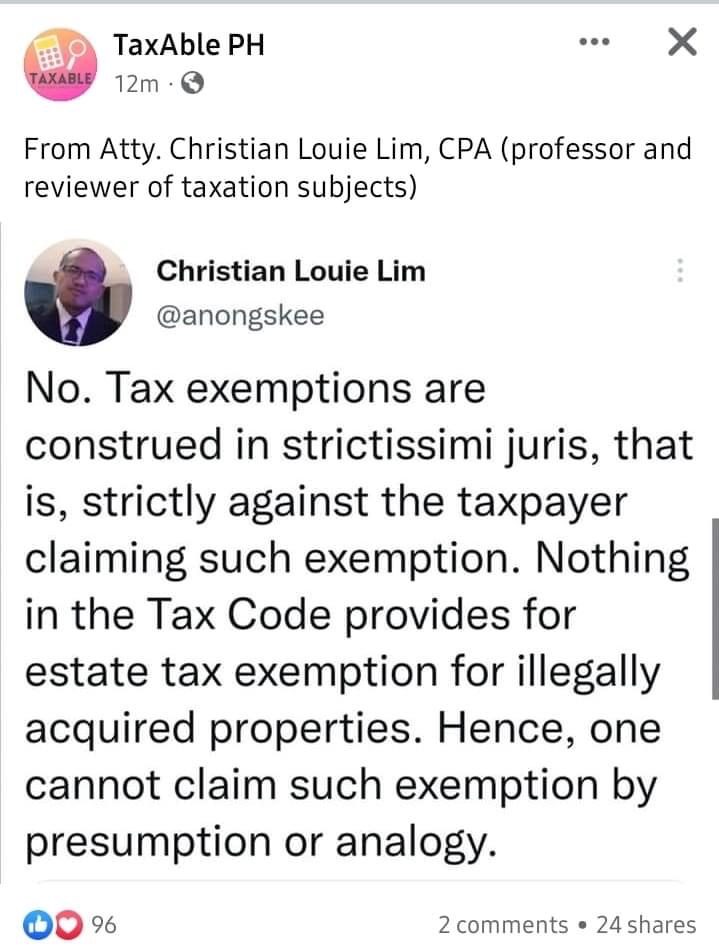 TaxAble PH
TAXABLE
12m ·
From Atty. Christian Louie Lim, CPA (professor and
reviewer of taxation subjects)
Christian Louie Lim
@anongskee
No. Tax exemptions are
construed in strictissimi juris, that
is, strictly against the taxpayer
claiming such exemption. Nothing
in the Tax Code provides for
estate tax exemption for illegally
acquired properties. Hence, one
cannot claim such exemption by
presumption or analogy.
96
2 comments • 24 shares